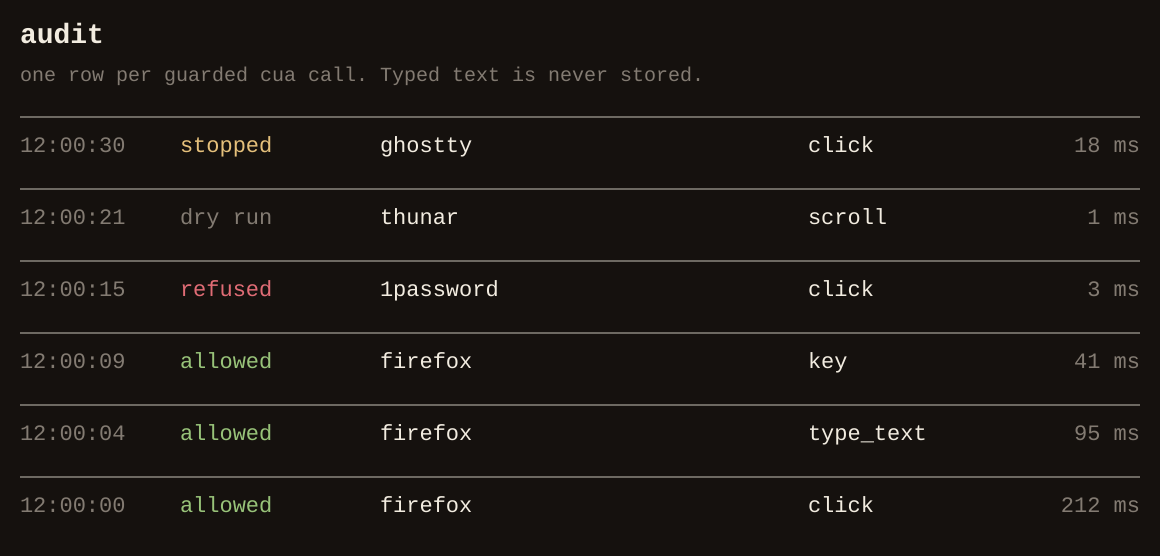 audit
one row per guarded cua call. Typed text is never stored.
12:00:30 stopped ghostty click 18 ms
12:00:21 dry run thunar scroll 1 ms
12:00:15 refused 1password click 3 ms
12:00:09 allowed firefox key 41 ms
12:00:04 allowed firefox type_text 95 ms
12:00:00 allowed firefox click 212 ms